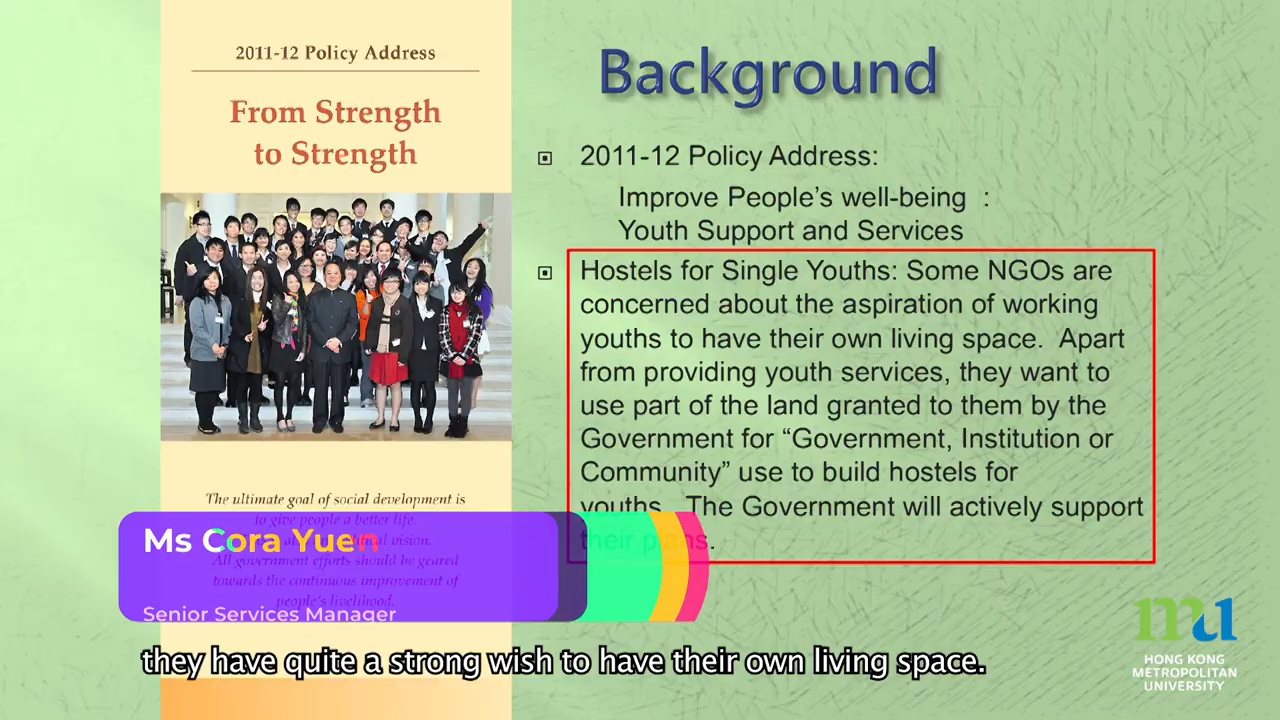 2011-12 Policy Address
From Strength
to Strength
The ultimate goal of social development is
to give people a better life.
vision.
All government efforts should be geared
towards the continuous improvement of
people's livelihood.
Background
2011-12 Policy Address:
Improve People's well-being :
Youth Support and Services
Hostels for Single Youths: Some NGOs are
concerned about the aspiration of working
youths to have their own living space. Apart
from providing youth services, they want to
use part of the land granted to them by the
Government for “Government, Institution or
Community” use to build hostels for
youths. The Government will actively support
their plans.
Ms Cora Yuen
Senior Services Manager
they have quite a strong wish to have their own living space.
mu
HONG KONG
METROPOLITAN
UNIVERSITY